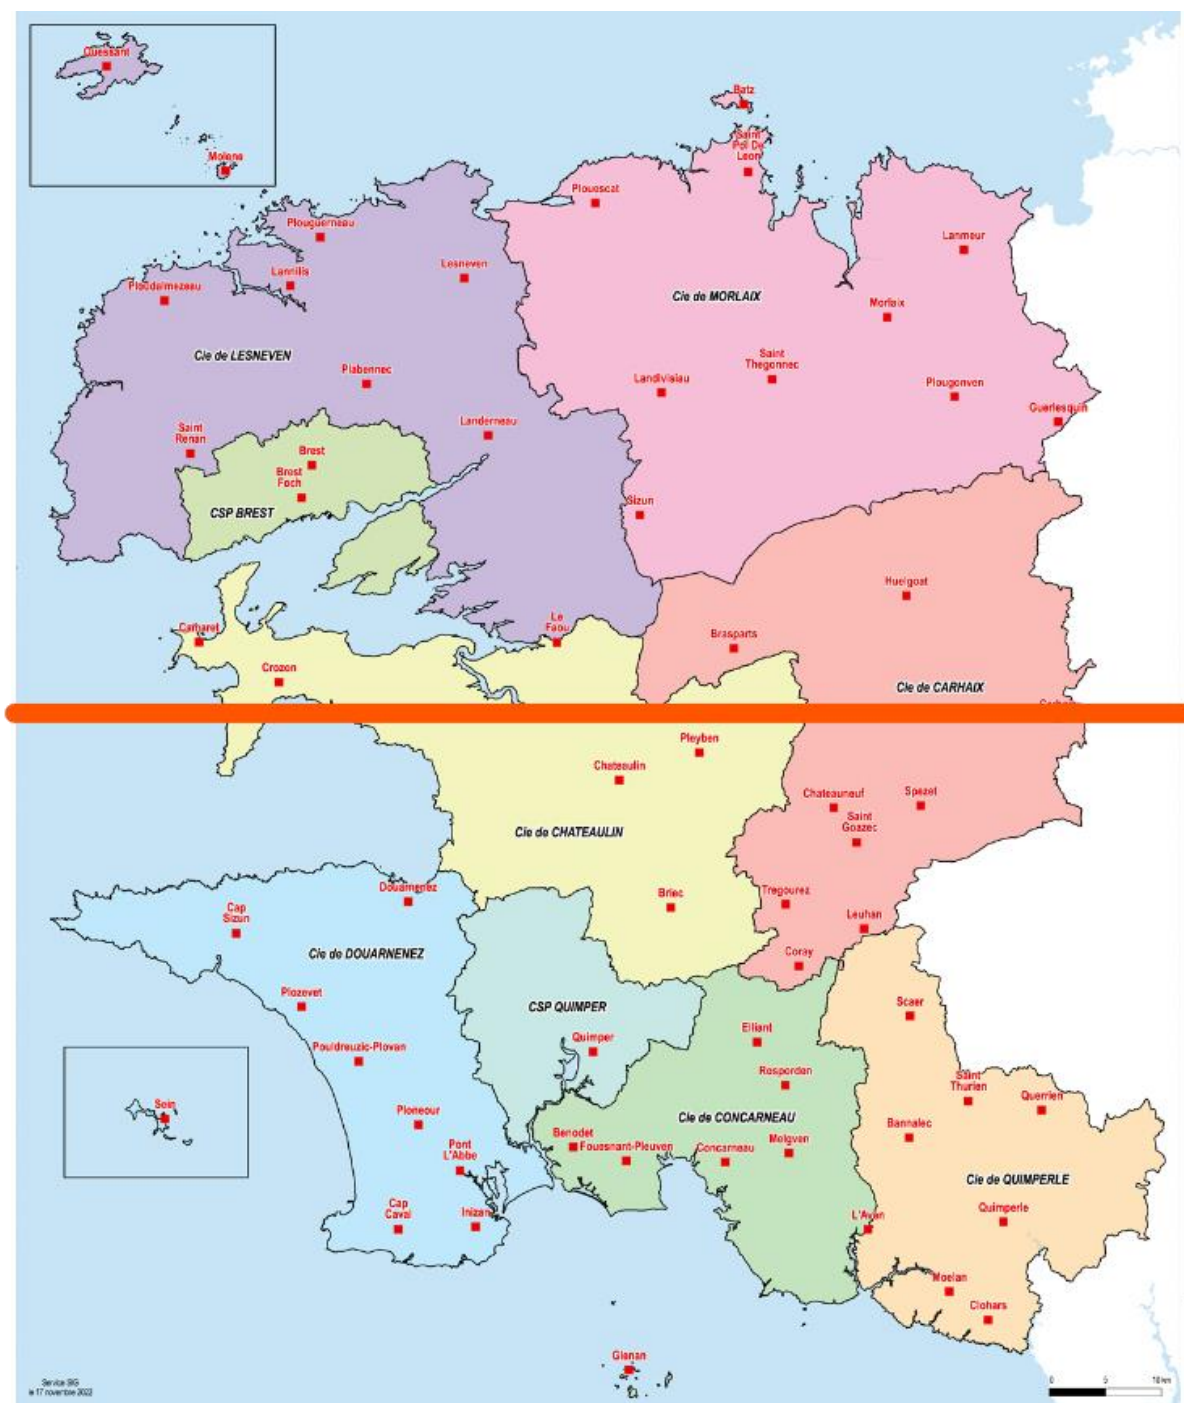 Ouessant
Molene
Batz
Saint
Pol De
Leon
Plouescat
Plouguerneau
Lanmeur
Lesneven
Lannilis
Ploudalmezeau
Cie de MORLAIX
Morlaix
Cie de LESNEVEN
Saint
Thegonnec
Plabennec
Landivisiau
Plougonven
Guerlesquin
Landerneau
Saint
Renan
Brest
Brest
Foch
Sizun
CSP BREST
Huelgoat
Le
Faou
Camaret
Brasparts
Crozon
Cie de CARHAIX
Pleyben
Chateaulin
Chateauneuf
Spezet
Saint
Goazec
Cie de CHATEAULIN
Douarnenez
Briec
Tregourez
Cap
Sizun
Leuhan
Cie de DOUARNENEZ
Coray
Plozevet
CSP QUIMPER
Scaer
Elliant
Quimper
Pouldreuzic-Plovan
Rosporden
Saint
Thurien
Querrien
Sein
Ploneour
Cie de CONCARNEAU
Bannalec
Benodet
Fouesnant-Pleuven
Concarneau
Melgven
Pont
L'Abbe
Cie de QUIMPERLE
Cap
Caval
Inizan
L'Aven
Quimperle
Moelan
Clohars
Glenan
Service SIG
le 17 novembre 2022
0 5 10 km